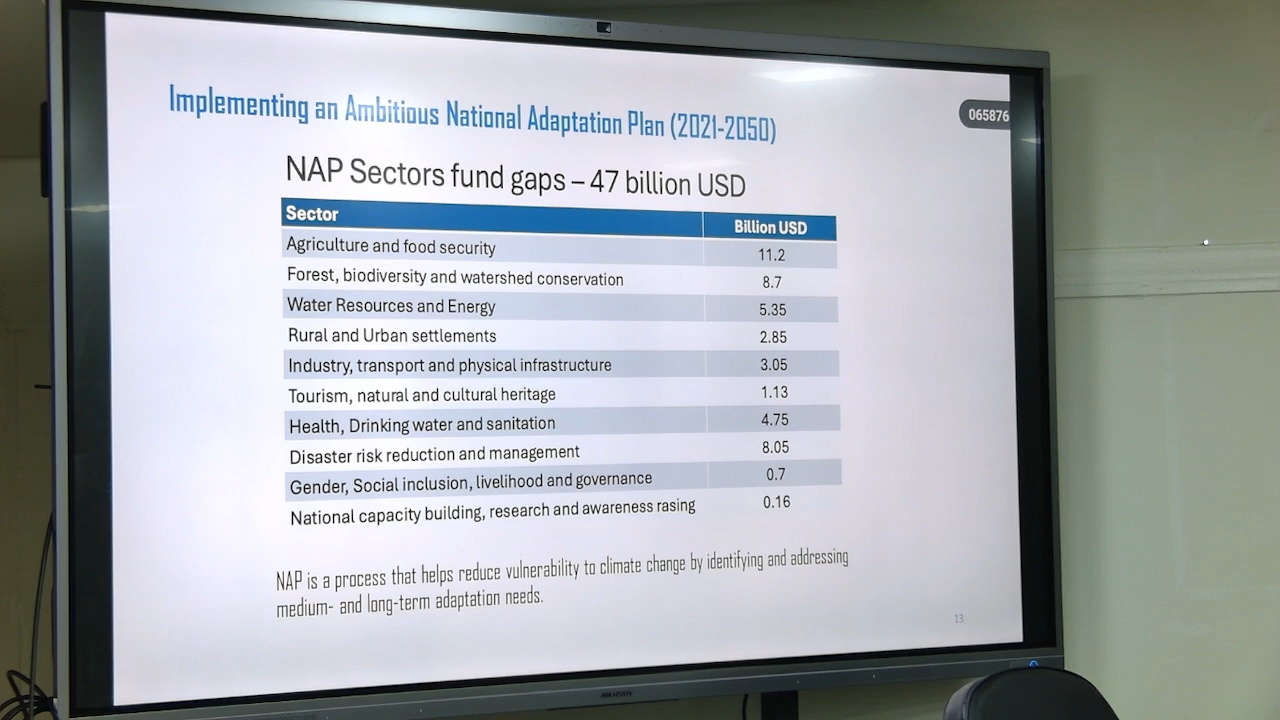 Implementing an Ambitious National Adaptation Plan (2021-2050)
065876
NAP Sectors fund gaps – 47 billion USD
Sector Billion USD
Agriculture and food security 11.2
Forest, biodiversity and watershed conservation 8.7
Water Resources and Energy 5.35
Rural and Urban settlements 2.85
Industry, transport and physical infrastructure 3.05
Tourism, natural and cultural heritage 1.13
Health, Drinking water and sanitation 4.75
Disaster risk reduction and management 8.05
Gender, Social inclusion, livelihood and governance 0.7
National capacity building, research and awareness rasing 0.16
NAP is a process that helps reduce vulnerability to climate change by identifying and addressing
medium- and long-term adaptation needs.
13
HIKVISION